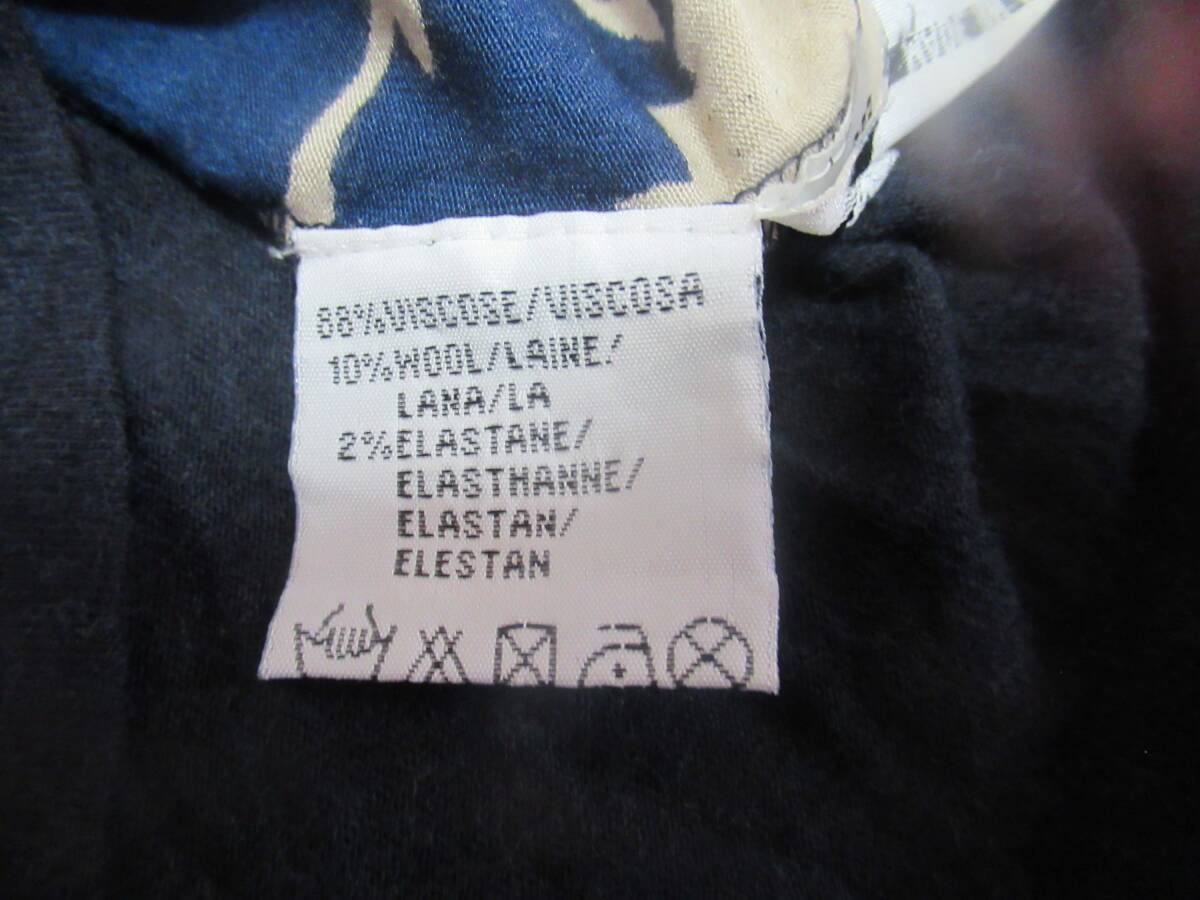 88%VISCOSE/VISCOSA
10%WOOL/LAINE/
LANA/LA
2%ELASTANE/
ELASTHANNE/
ELASTAN/
ELESTAN